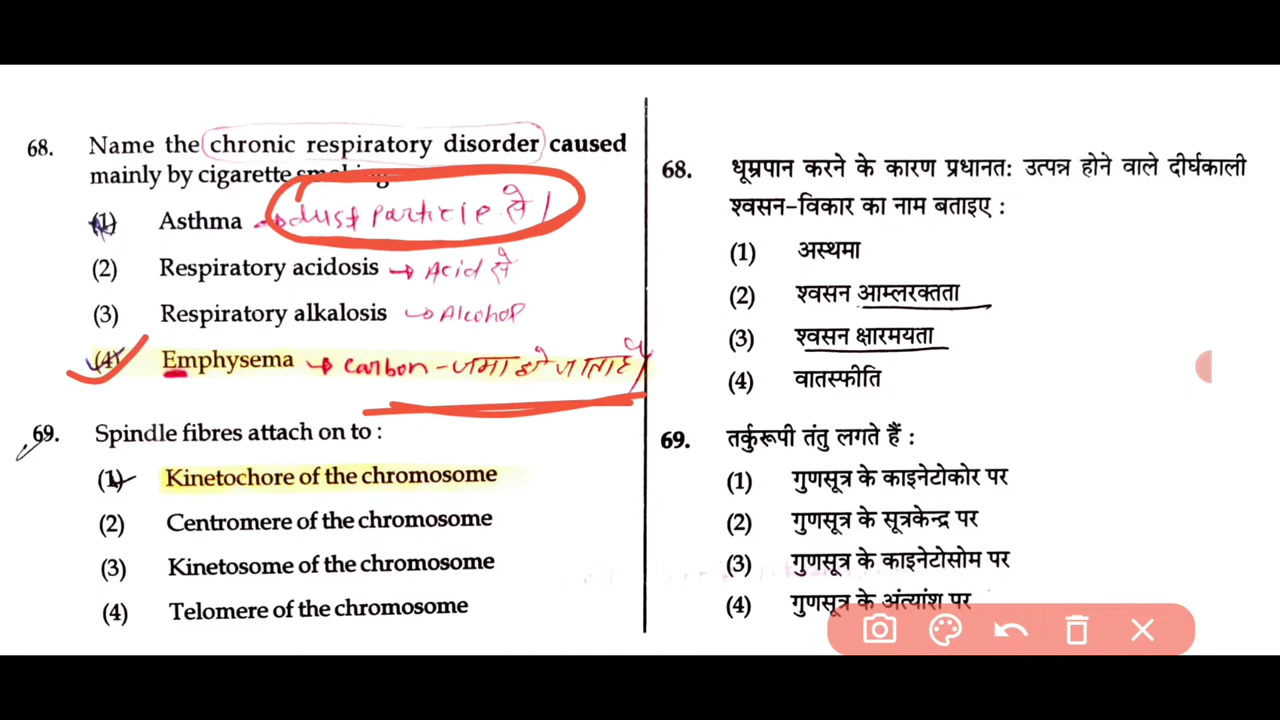 68. Name the chronic respiratory disorder caused
mainly by cigarette smoking
(1) Asthma → dust particle से।
(2) Respiratory acidosis → Acid से
(3) Respiratory alkalosis → Alcohol
(4) Emphysema → carbon - जमा हो जाता है।
69. Spindle fibres attach on to :
(1) Kinetochore of the chromosome
(2) Centromere of the chromosome
(3) Kinetosome of the chromosome
(4) Telomere of the chromosome
68. धूम्रपान करने के कारण प्रधानतः उत्पन्न होने वाले दीर्घकाली
श्वसन-विकार का नाम बताइए :
(1) अस्थमा
(2) श्वसन आम्लरक्तता
(3) श्वसन क्षारमयता
(4) वातस्फीति
69. तर्कुरूपी तंतु लगते हैं :
(1) गुणसूत्र के काइनेटोकोर पर
(2) गुणसूत्र के सूत्रकेन्द्र पर
(3) गुणसूत्र के काइनेटोसोम पर
(4) गुणसूत्र के अंत्यांश पर